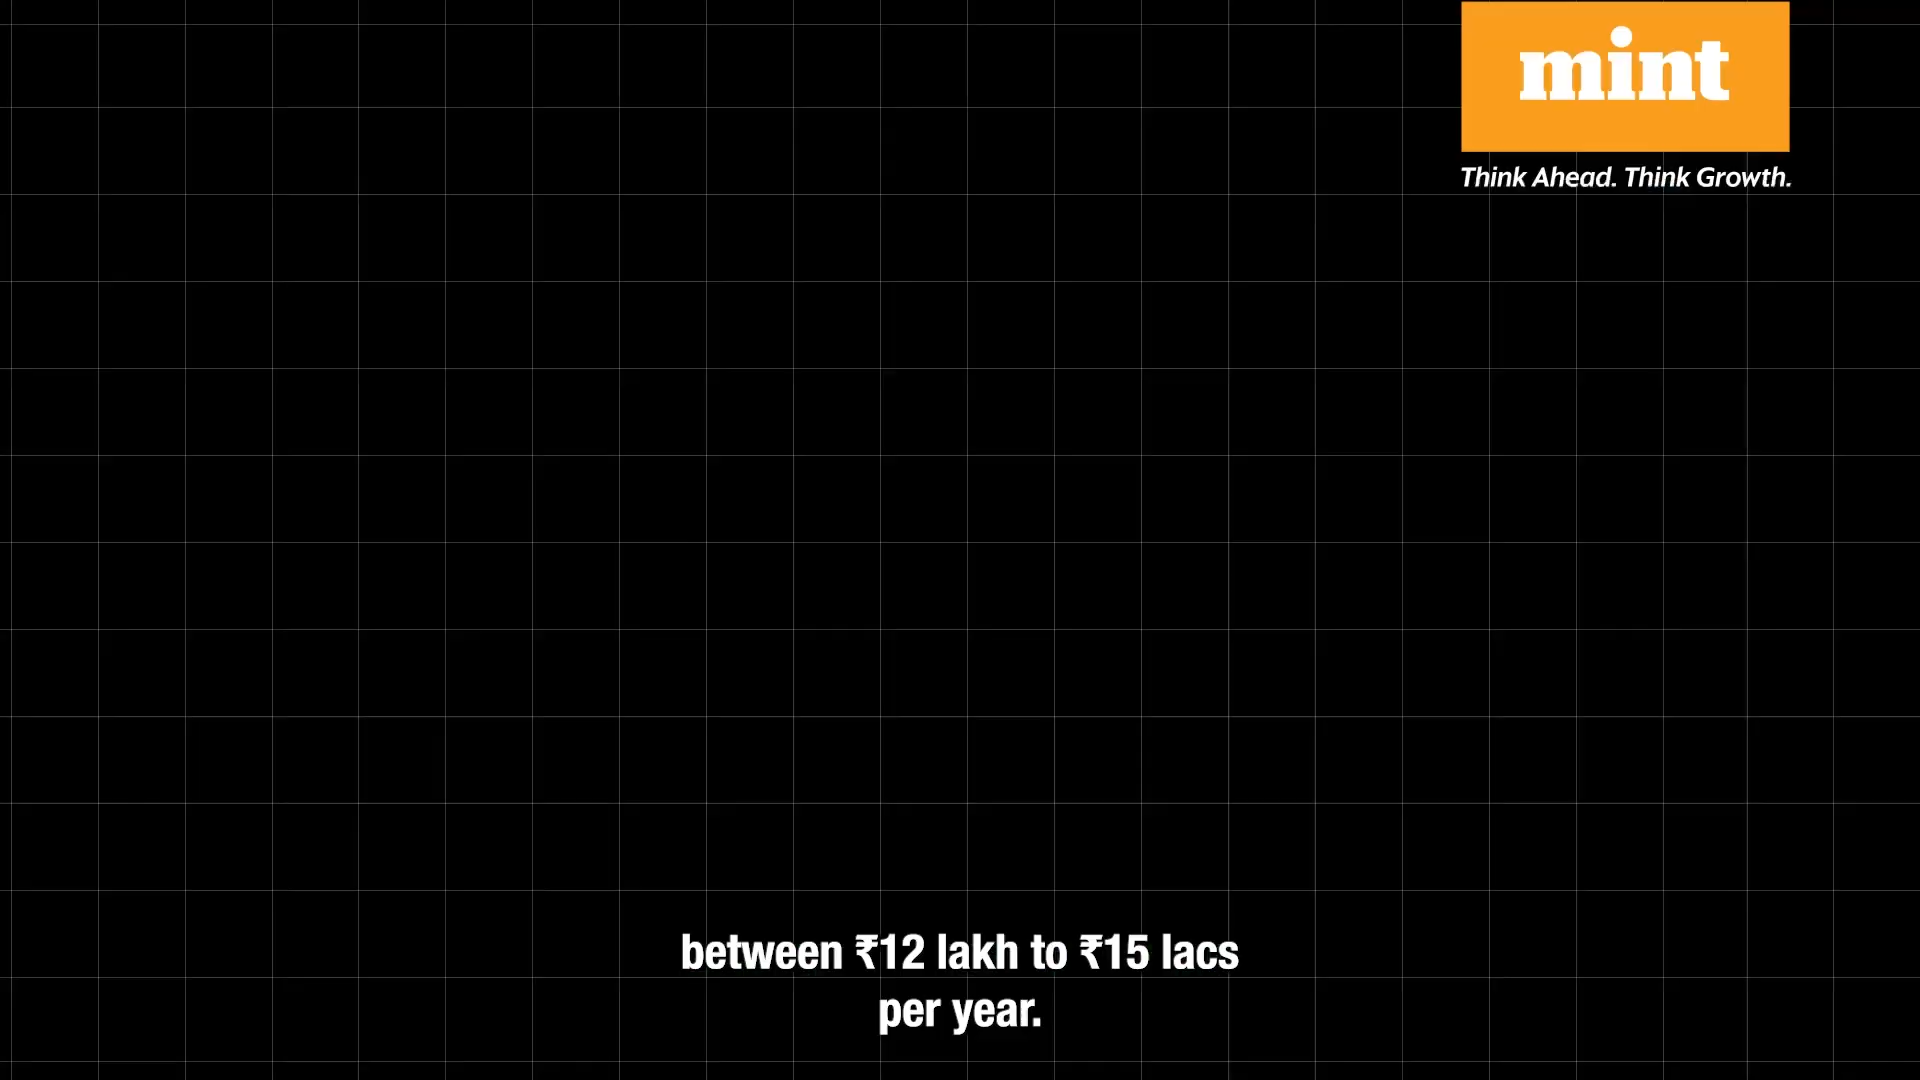 mint
Think Ahead. Think Growth.
between ₹12 lakh to ₹15 lacs
per year.